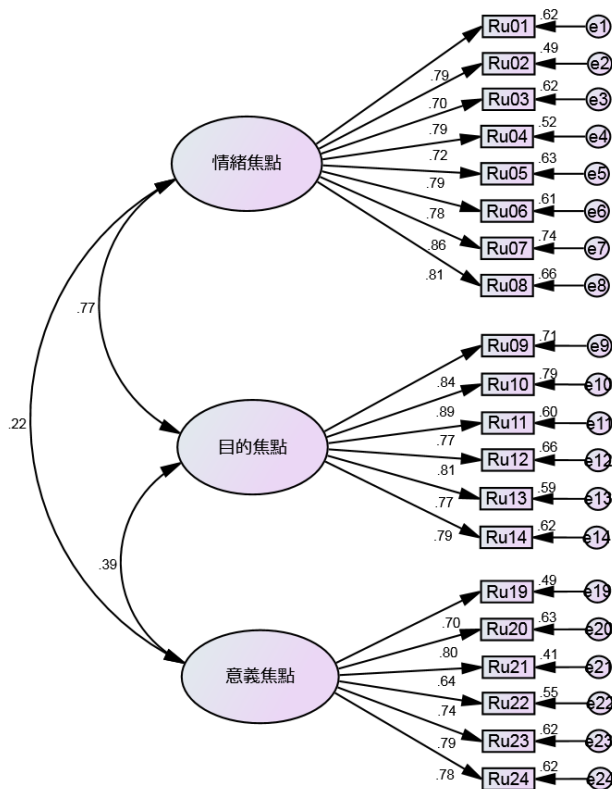 .62
Ru01
e1
.79
.49
Ru02
e2
.70
.62
Ru03
e3
.79
.52
Ru04
e4
.72
.63
Ru05
e5
.79
.61
Ru06
e6
.78
.74
Ru07
e7
.86
.66
Ru08
e8
.81
情緒焦點
.77
.22
.71
Ru09
e9
.84
.79
Ru10
e10
.89
.60
Ru11
e11
.77
.66
Ru12
e12
.81
.59
Ru13
e13
.77
.62
Ru14
e14
.79
目的焦點
.39
.49
Ru19
e19
.70
.63
Ru20
e20
.80
.41
Ru21
e21
.64
.55
Ru22
e22
.74
.62
Ru23
e23
.79
.62
Ru24
e24
.78
意義焦點